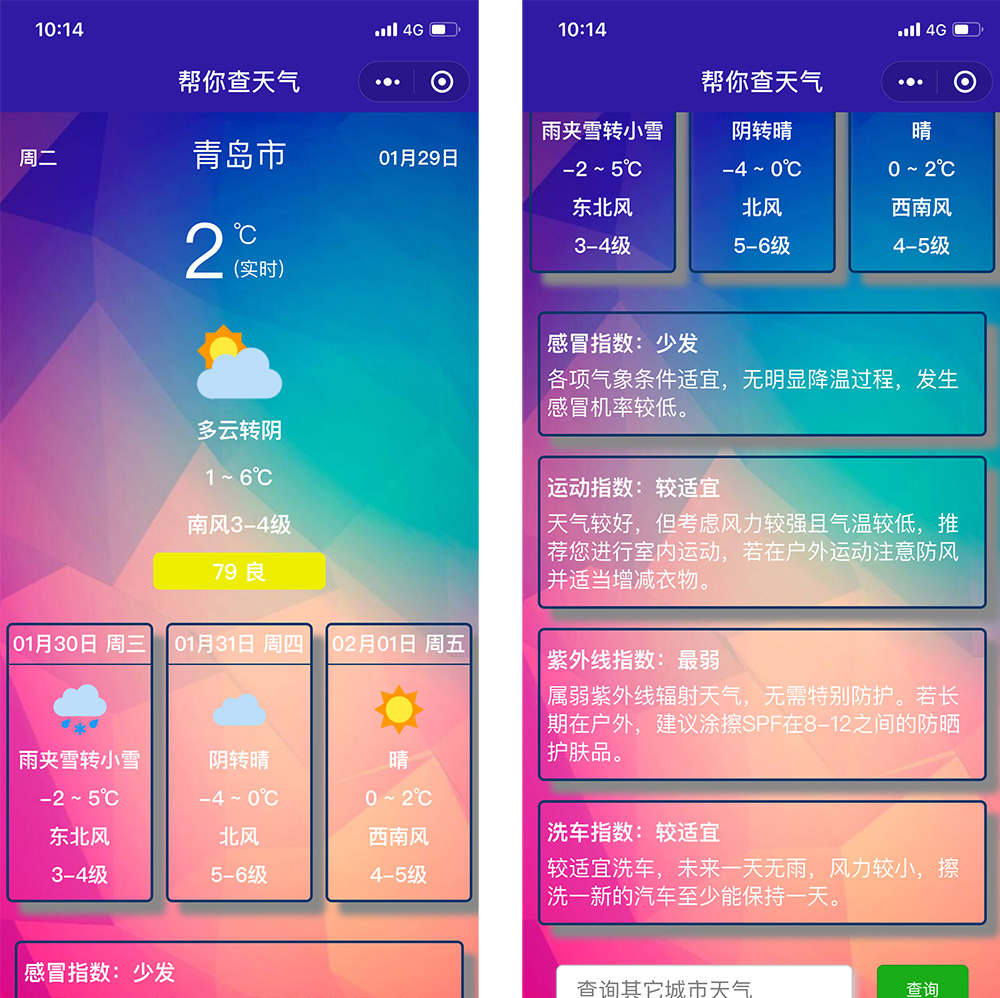 10:14
4G
帮你查天气
周二
青岛市
01月29日
2℃
(实时)
多云转阴
1 ~ 6℃
南风3-4级
79 良
01月30日 周三
01月31日 周四
02月01日 周五
雨夹雪转小雪
阴转晴
晴
-2 ~ 5℃
-4 ~ 0℃
0 ~ 2℃
东北风
北风
西南风
3-4级
5-6级
4-5级
感冒指数：少发
10:14
4G
帮你查天气
雨夹雪转小雪
阴转晴
晴
-2 ~ 5℃
-4 ~ 0℃
0 ~ 2℃
东北风
北风
西南风
3-4级
5-6级
4-5级
感冒指数：少发
各项气象条件适宜，无明显降温过程，发生
感冒机率较低。
运动指数：较适宜
天气较好，但考虑风力较强且气温较低，推
荐您进行室内运动，若在户外运动注意防风
并适当增减衣物。
紫外线指数：最弱
属弱紫外线辐射天气，无需特别防护。若长
期在户外，建议涂擦SPF在8-12之间的防晒
护肤品。
洗车指数：较适宜
较适宜洗车，未来一天无雨，风力较小，擦
洗一新的汽车至少能保持一天。
查询其它城市天气
查询